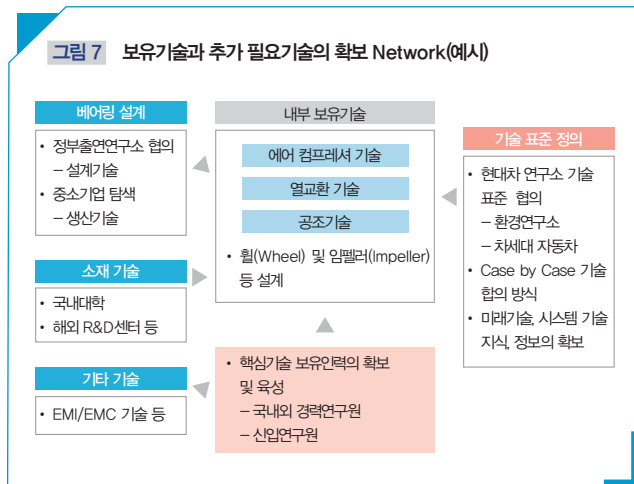 그림 7 보유기술과 추가 필요기술의 확보 Network(예시)
베어링 설계
• 정부출연연구소 협의
– 설계기술
• 중소기업 탐색
– 생산기술
소재 기술
• 국내대학
• 해외 R&D센터 등
기타 기술
• EMI/EMC 기술 등
내부 보유기술
에어 컴프레셔 기술
열교환 기술
공조기술
• 휠(Wheel) 및 임펠러(Impeller)
등 설계
• 핵심기술 보유인력의 확보
및 육성
– 국내외 경력연구원
– 신입연구원
기술 표준 정의
• 현대차 연구소 기술
표준 협의
– 환경연구소
– 차세대 자동차
• Case by Case 기술
합의 방식
• 미래기술, 시스템 기술
지식, 정보의 확보